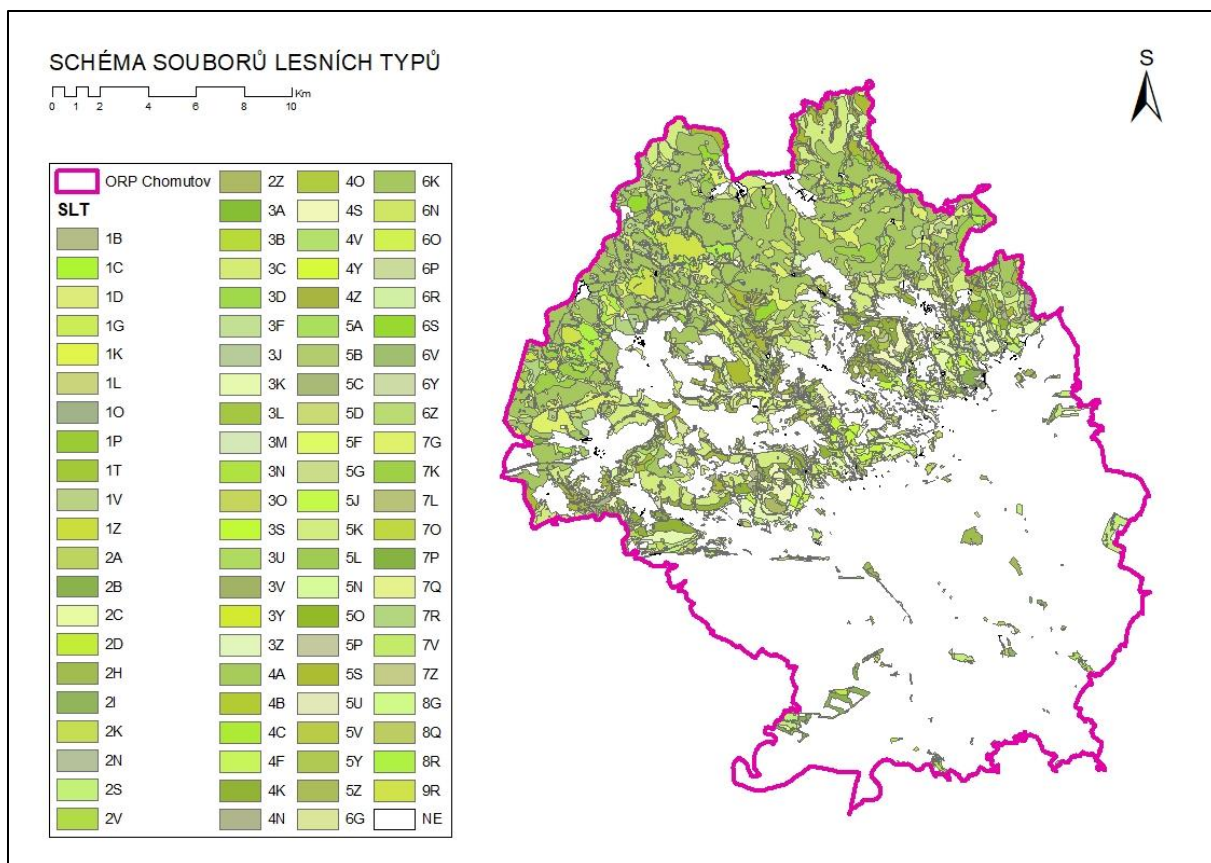 SCHÉMA SOUBORŮ LESNÍCH TYPŮ
Km
0 1 2 4 6 8 10
S
ORP Chomutov
SLT
1B
1C
1D
1G
1K
1L
1O
1P
1T
1V
1Z
2A
2B
2C
2D
2H
2I
2K
2N
2S
2V
2Z
3A
3B
3C
3D
3F
3J
3K
3L
3M
3N
3O
3S
3U
3V
3Y
3Z
4A
4B
4C
4F
4K
4N
4O
4S
4V
4Y
4Z
5A
5B
5C
5D
5F
5G
5J
5K
5L
5N
5O
5P
5S
5U
5V
5Y
5Z
6G
6K
6N
6O
6P
6R
6S
6V
6Y
6Z
7G
7K
7L
7O
7P
7Q
7R
7V
7Z
8G
8Q
8R
9R
NE